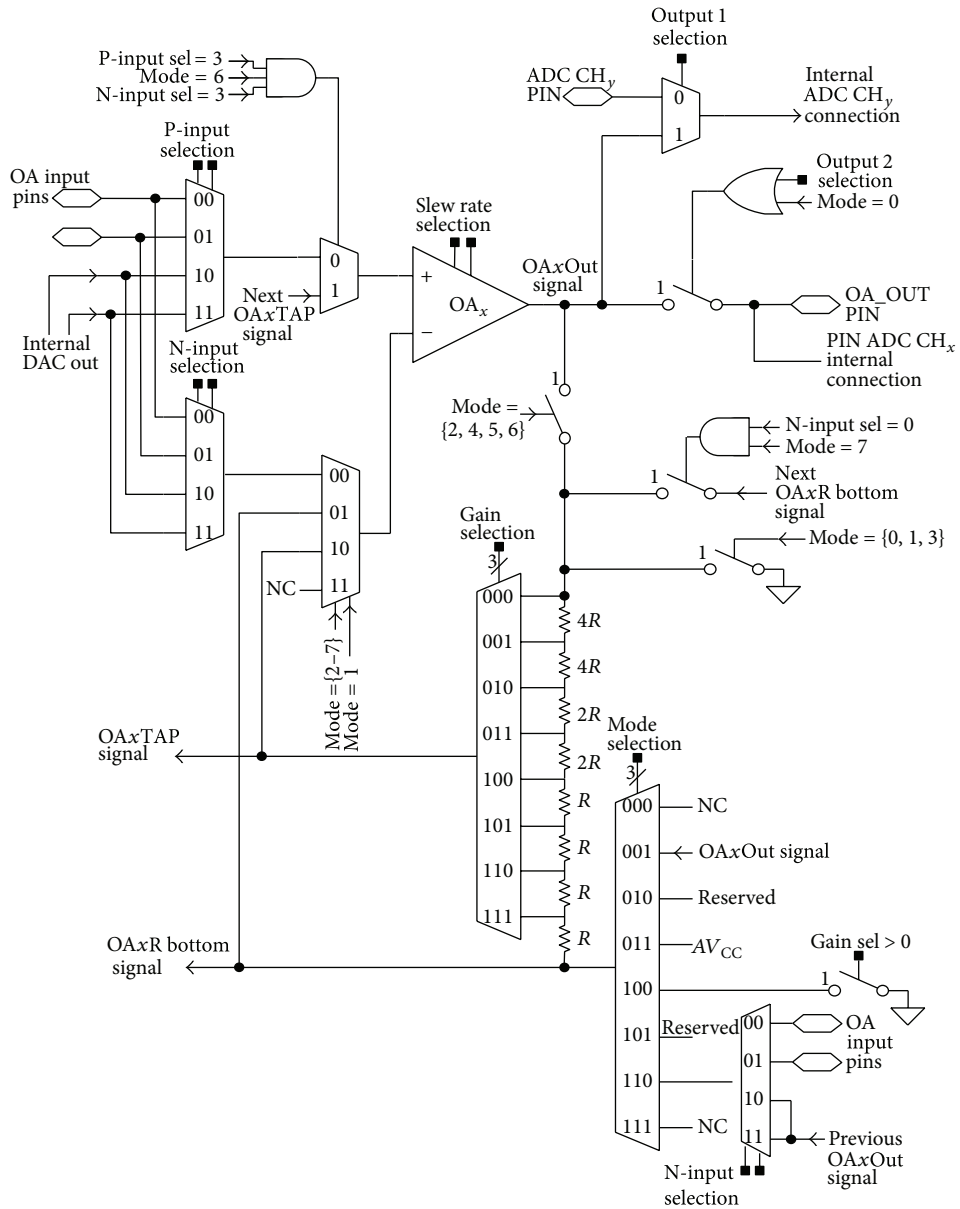 Output 1
selection
P-input sel = 3
Mode = 6
N-input sel = 3
ADC CHy
PIN
0
1
Internal
ADC CHy
connection
P-input
selection
OA input
pins
00
01
10
11
Internal
DAC out
0
1
Next
OAxTAP
signal
Slew rate
selection
+
−
OAx
OAxOut
signal
Output 2
selection
Mode = 0
1
OA_OUT
PIN
PIN ADC CHx
internal
connection
N-input
selection
00
01
10
11
00
01
10
11
NC
Mode ={2−7}
Mode = 1
1
Mode =
{2, 4, 5, 6}
N-input sel = 0
Mode = 7
1
Next
OAxR bottom
signal
Mode = {0, 1, 3}
1
Gain
selection
3
000
001
010
011
100
101
110
111
4R
4R
2R
2R
R
R
R
R
OAxTAP
signal
OAxR bottom
signal
Mode
selection
3
000
NC
001
OAxOut signal
010
Reserved
011
AVCC
100
1
Gain sel > 0
101
Reserved
110
111
NC
00
01
10
11
OA
input
pins
Previous
OAxOut
signal
N-input
selection